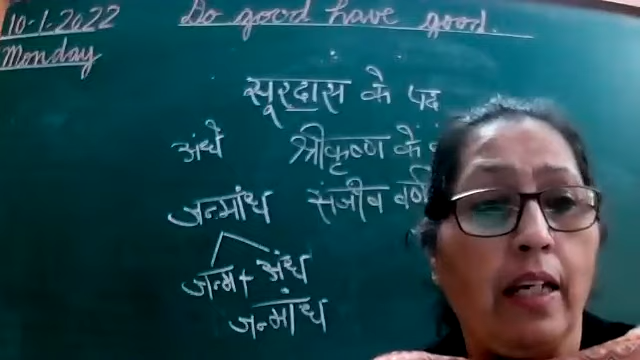 10-1-2022 Do good have good.
Monday
सूरदास के पद
अंधे श्रीकृष्ण के
जन्मांध संजीव
जन्म + अंध
जन्मांध